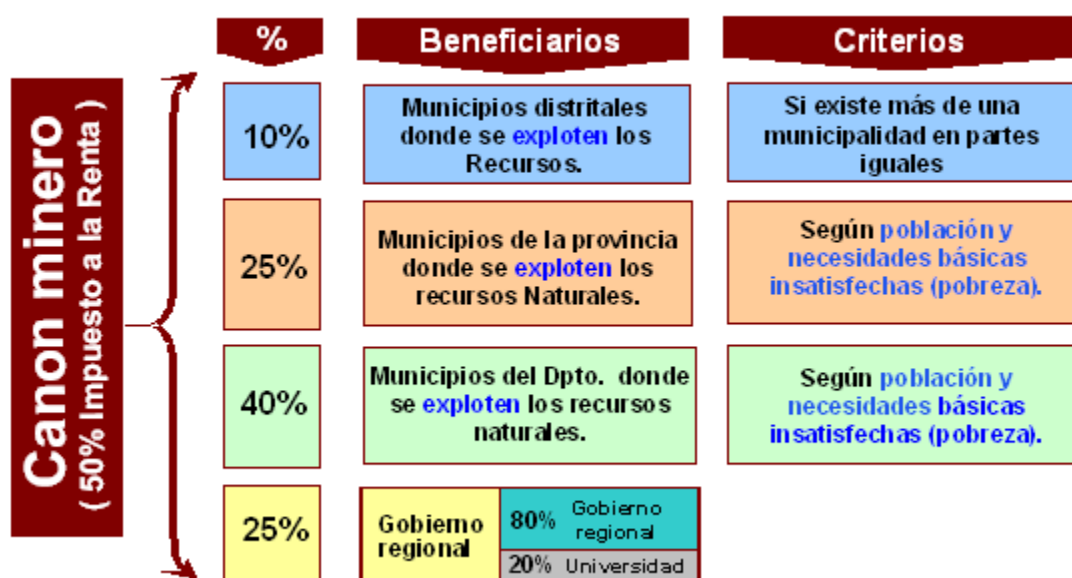 Canon minero
( 50% Impuesto a la Renta )
%
Beneficiarios
Criterios
10%
Municipios distritales
donde se exploten los
Recursos.
Si existe más de una
municipalidad en partes
iguales
25%
Municipios de la provincia
donde se exploten los
recursos Naturales.
Según población y
necesidades básicas
insatisfechas (pobreza).
40%
Municipios del Dpto. donde
se exploten los recursos
naturales.
Según población y
necesidades básicas
insatisfechas (pobreza).
25%
Gobierno
regional
80% Gobierno
regional
20% Universidad